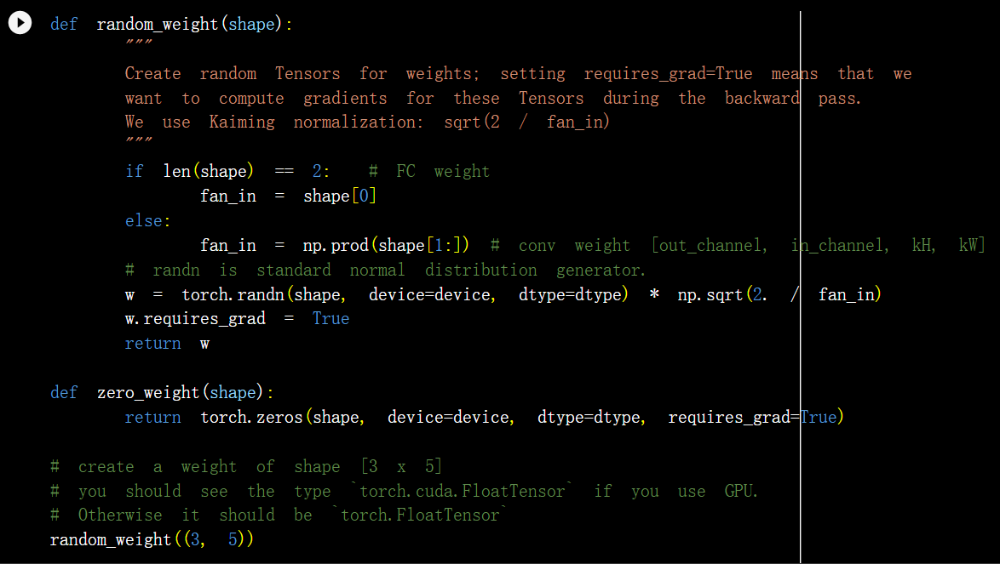 def random_weight(shape):
"""
Create random Tensors for weights; setting requires_grad=True means that we
want to compute gradients for these Tensors during the backward pass.
We use Kaiming normalization: sqrt(2 / fan_in)
"""
if len(shape) == 2: # FC weight
fan_in = shape[0]
else:
fan_in = np.prod(shape[1:]) # conv weight [out_channel, in_channel, kH, kW]
# randn is standard normal distribution generator.
w = torch.randn(shape, device=device, dtype=dtype) * np.sqrt(2. / fan_in)
w.requires_grad = True
return w
def zero_weight(shape):
return torch.zeros(shape, device=device, dtype=dtype, requires_grad=True)
# create a weight of shape [3 x 5]
# you should see the type `torch.cuda.FloatTensor` if you use GPU.
# Otherwise it should be `torch.FloatTensor`
random_weight((3, 5))